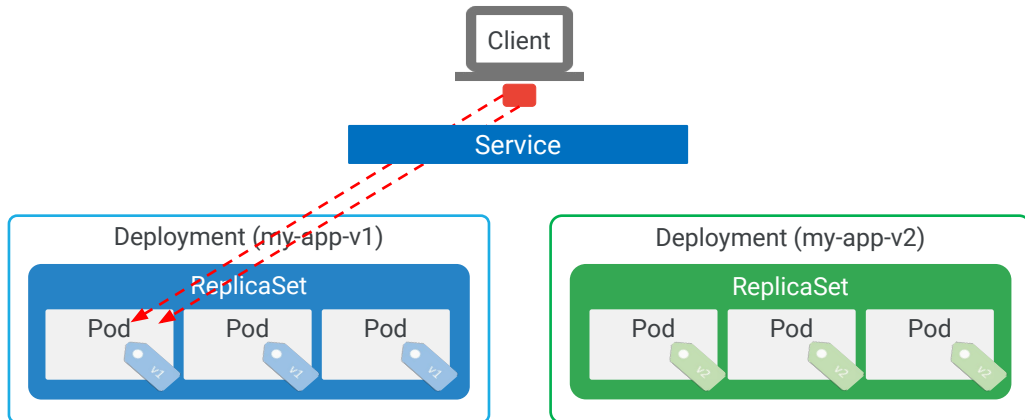 Client
Service
Deployment (my-app-v1)
Deployment (my-app-v2)
ReplicaSet
ReplicaSet
Pod
Pod
Pod
Pod
Pod
Pod
v1
v1
v1
v2
v2
v2